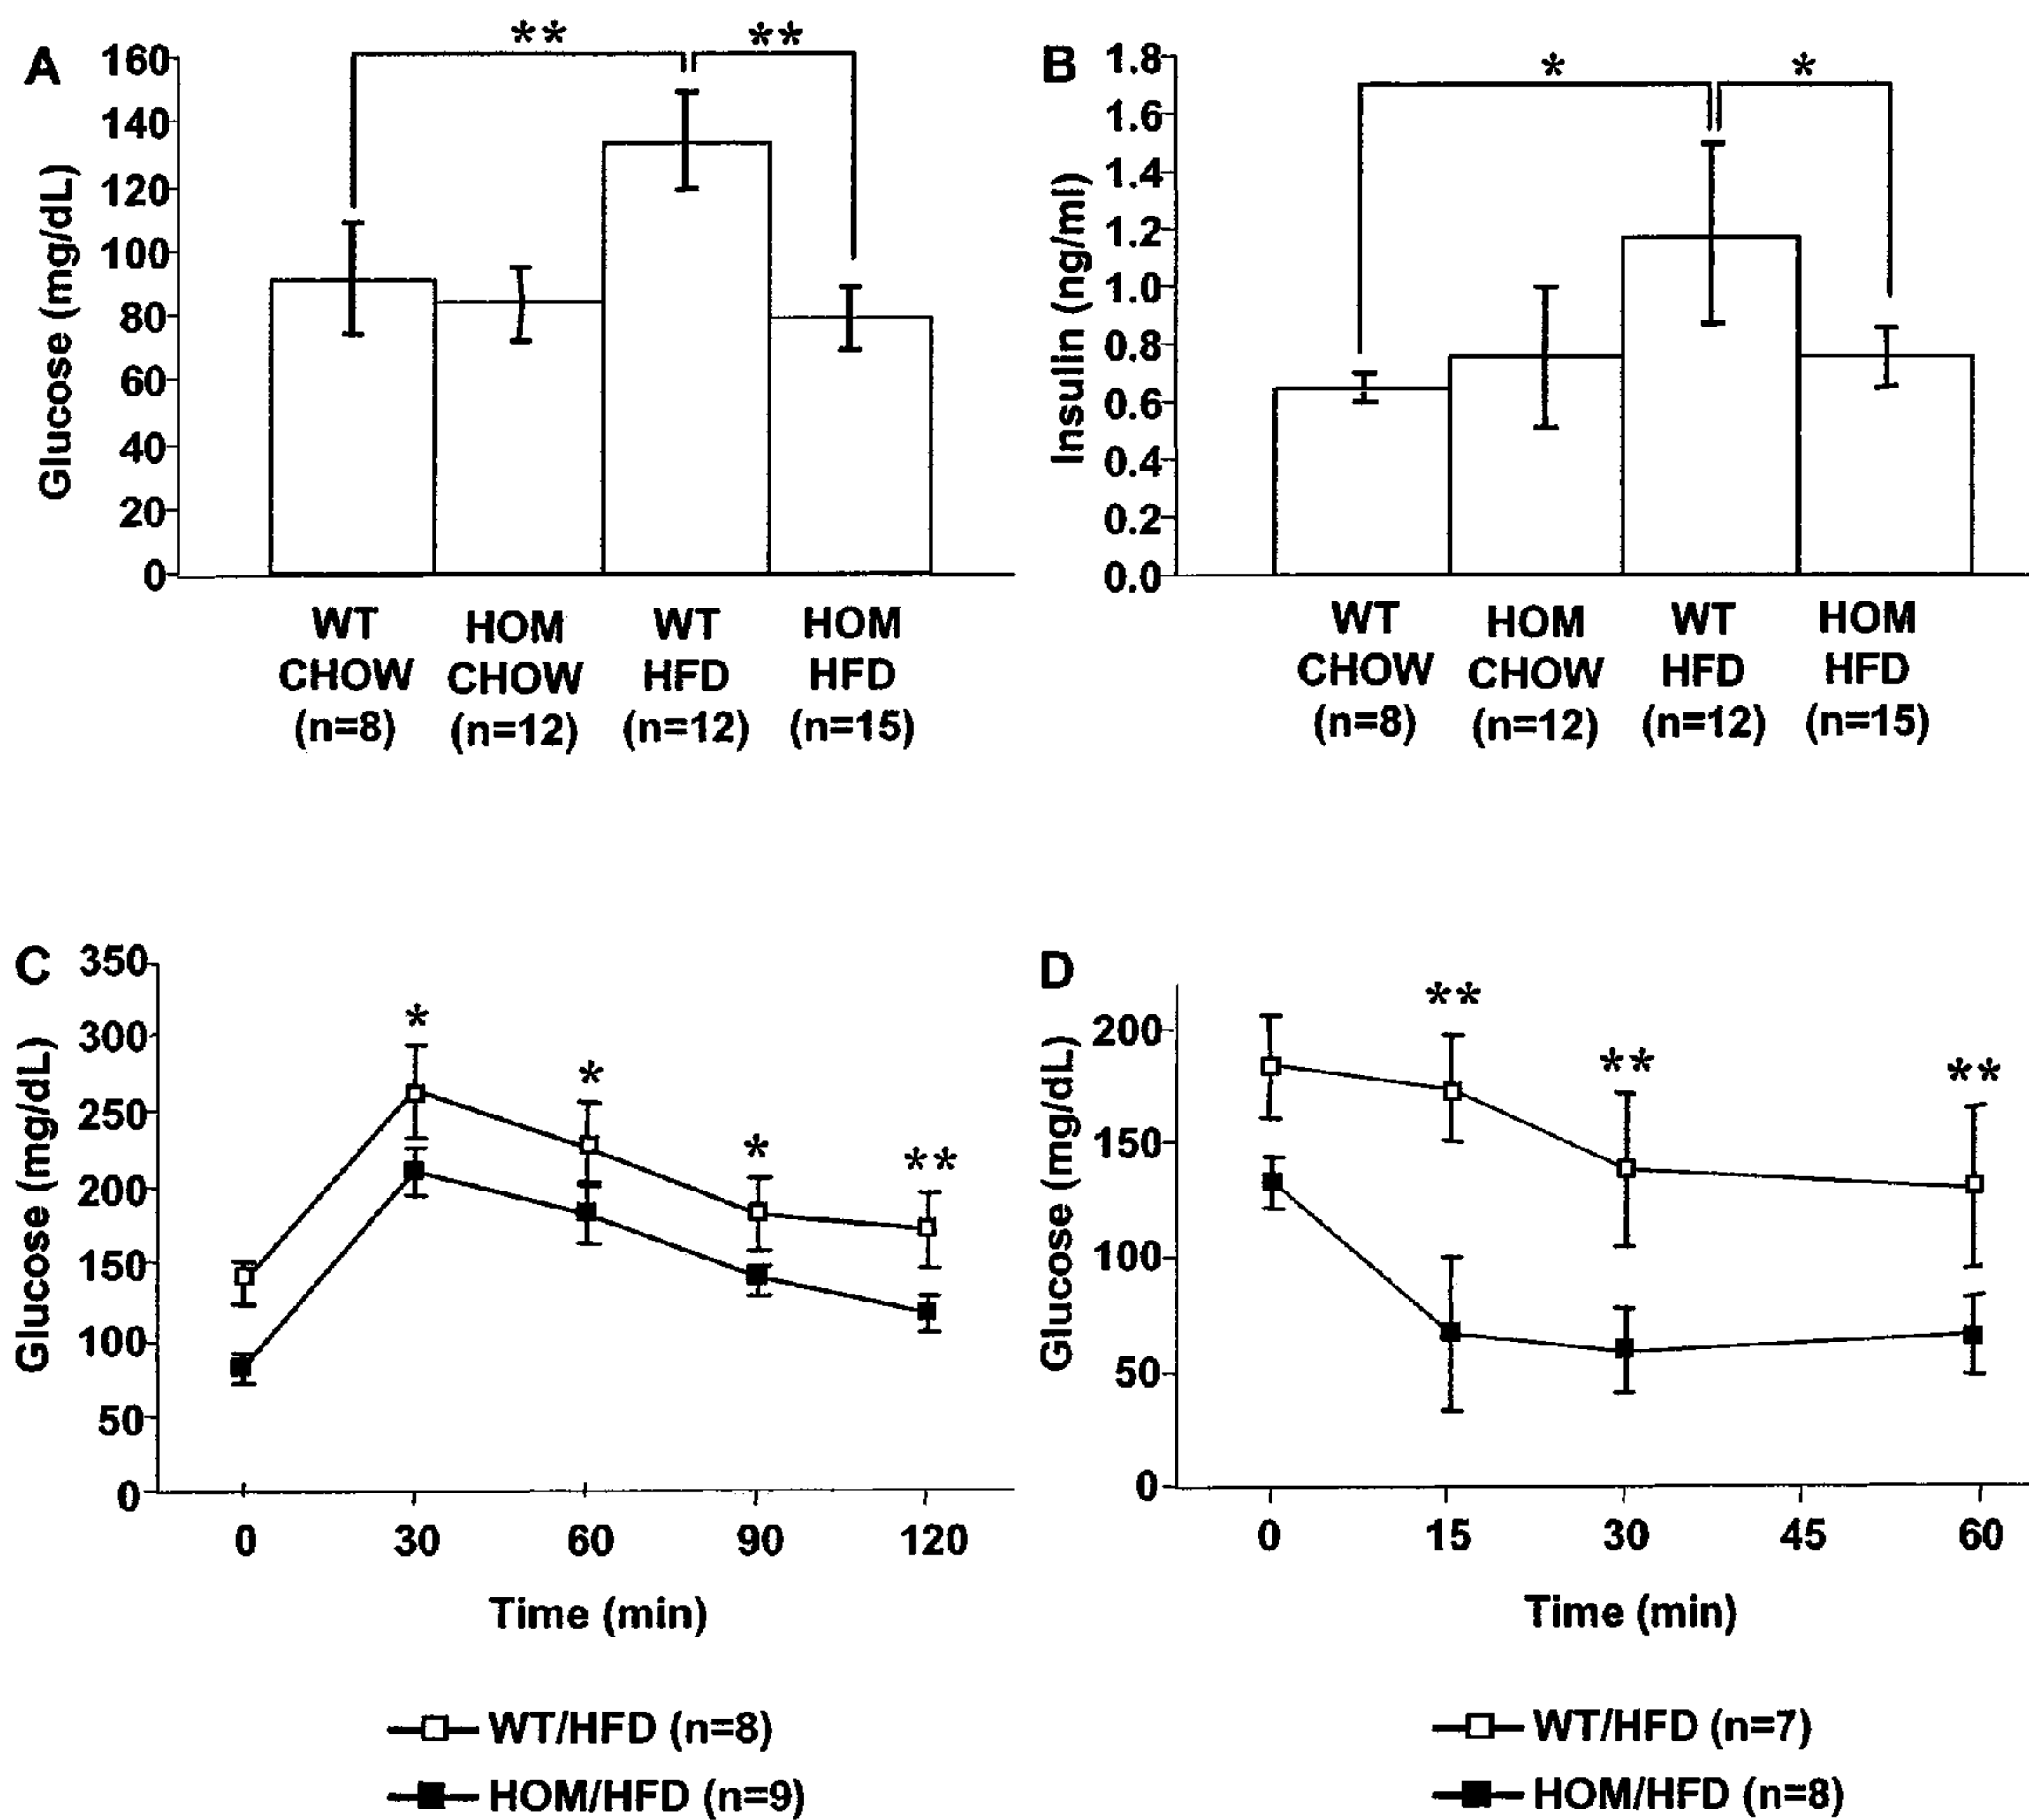 A
**
**
160
140
120
100
80
60
40
20
0
Glucose (mg/dL)
WT
CHOW
(n=8)
HOM
CHOW
(n=12)
WT
HFD
(n=12)
HOM
HFD
(n=15)
B
*
*
1.8
1.6
1.4
1.2
1.0
0.8
0.6
0.4
0.2
0.0
Insulin (ng/ml)
WT
CHOW
(n=8)
HOM
CHOW
(n=12)
WT
HFD
(n=12)
HOM
HFD
(n=15)
C
350
300
250
200
150
100
50
0
Glucose (mg/dL)
*
*
*
**
0 30 60 90 120
Time (min)
WT/HFD (n=8)
HOM/HFD (n=9)
D
200
150
100
50
0
Glucose (mg/dL)
**
**
**
0 15 30 45 60
Time (min)
WT/HFD (n=7)
HOM/HFD (n=8)